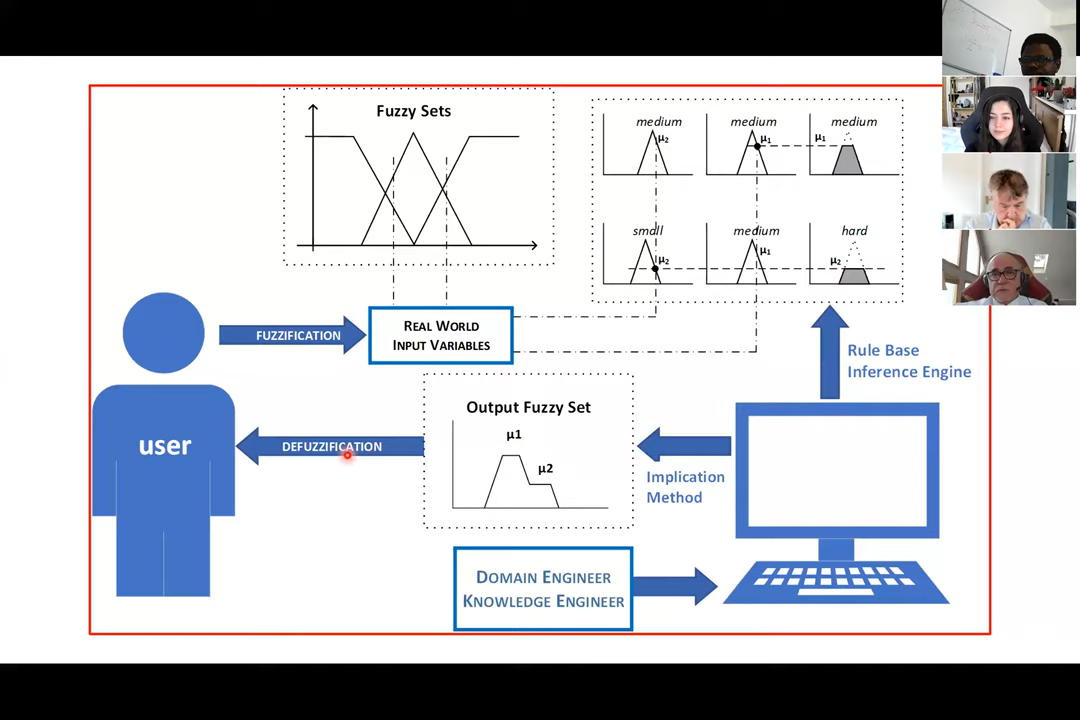 Fuzzy Sets
medium
μ₂
medium
μ₁
medium
μ₁
small
μ₂
medium
μ₁
hard
μ₂
FUZZIFICATION
REAL WORLD
INPUT VARIABLES
Rule Base
Inference Engine
user
DEFUZZIFICATION
Output Fuzzy Set
μ1
μ2
Implication
Method
DOMAIN ENGINEER
KNOWLEDGE ENGINEER